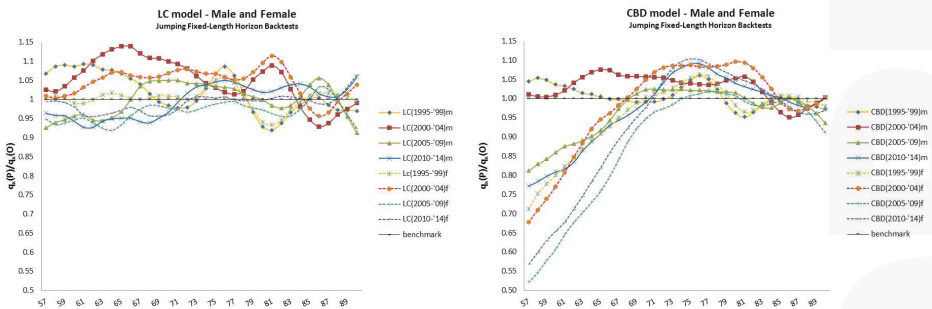 LC model - Male and Female
Jumping Fixed-Length Horizon Backtests
1.15
1.1
1.05
1
0.95
0.9
0.85
0.8
0.75
0.7
0.65
0.6
0.55
0.5
qₓ(P)/qₓ(O)
57 59 61 63 65 67 69 71 73 75 77 79 81 83 85 87 89
LC(1995-'99)m
LC(2000-'04)m
LC(2005-'09)m
LC(2010-'14)m
Lc(1995-'99)f
LC(2000-'04)f
LC(2005-'09)f
LC(2010-'14)f
benchmark
CBD model - Male and Female
Jumping Fixed-Length Horizon Backtests
1.15
1.10
1.05
1.00
0.95
0.90
0.85
0.80
0.75
0.70
0.65
0.60
0.55
0.50
qₓ(P)/qₓ(O)
57 59 61 63 65 67 69 71 73 75 77 79 81 83 85 87 89
CBD(1995-'99)m
CBD(2000-'04)m
CBD(2005-'09)m
CBD(2010-'14)m
CBD(1995-'99)f
CBD(2000-'04)f
CBD(2005-'09)f
CBD(2010-'14)f
benchmark